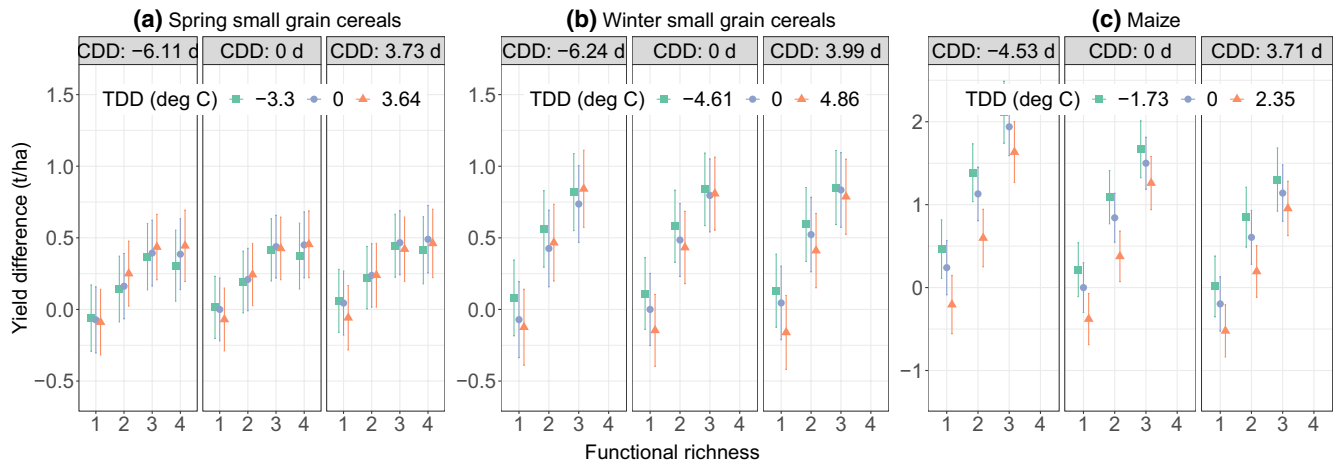 (a) Spring small grain cereals (b) Winter small grain cereals (c) Maize
CDD: −6.11 d CDD: 0 d CDD: 3.73 d CDD: −6.24 d CDD: 0 d CDD: 3.99 d CDD: −4.53 d CDD: 0 d CDD: 3.71 d
TDD (deg C) −3.3 0 3.64 TDD (deg C) −4.61 0 4.86 TDD (deg C) −1.73 0 2.35
Yield difference (t/ha)
1.5 1.5
2
1.0 1.0
1
0.5 0.5
0
0.0 0.0
−0.5 −0.5
−1
1 2 3 4 1 2 3 4 1 2 3 4 1 2 3 4 1 2 3 4 1 2 3 4 1 2 3 4 1 2 3 4 1 2 3 4
Functional richness